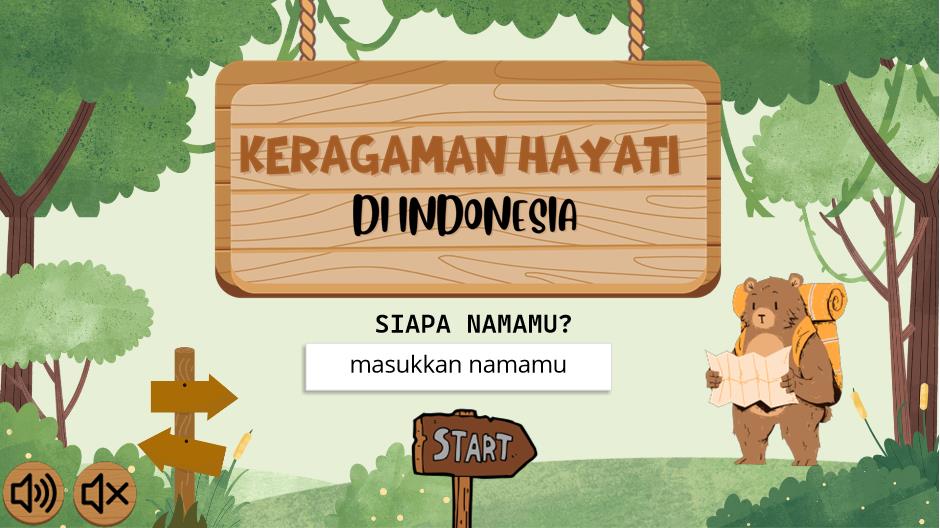 KERAGAMAN HAYATI
DI INDONESIA
SIAPA NAMAMU?
masukkan namamu
START